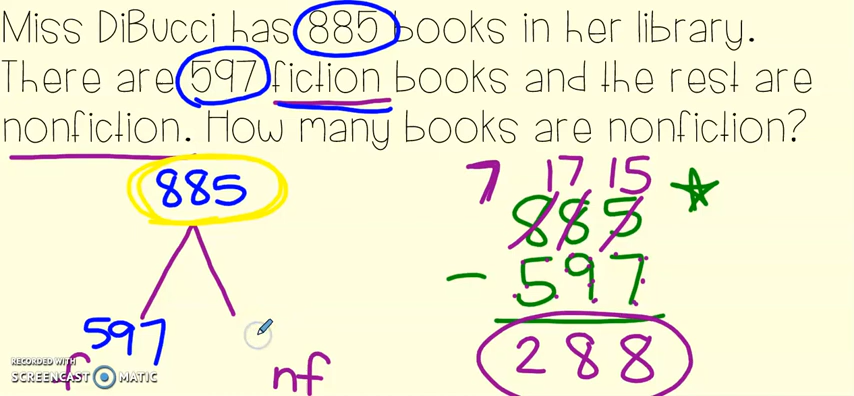 Miss DiBucci has 885 books in her library.
There are 597 fiction books and the rest are
nonfiction. How many books are nonfiction?
885
597
f
nf
7 17 15
885
- 597
288
RECORDED WITH
SCREENCAST MATIC